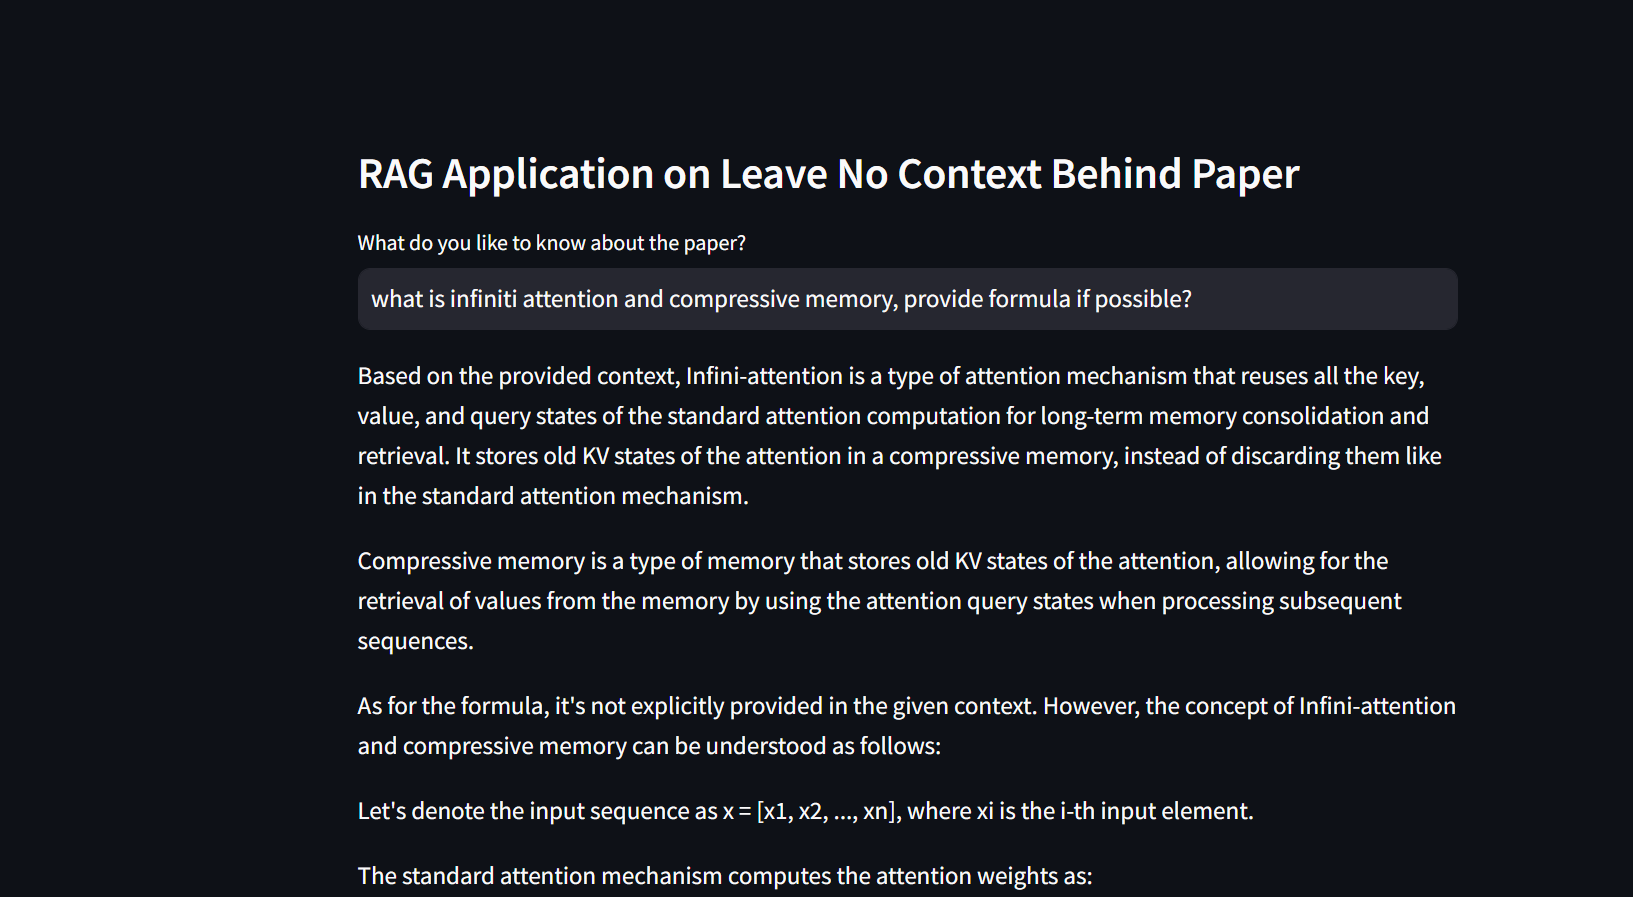 RAG Application on Leave No Context Behind Paper
What do you like to know about the paper?
what is infiniti attention and compressive memory, provide formula if possible?
Based on the provided context, Infini-attention is a type of attention mechanism that reuses all the key,
value, and query states of the standard attention computation for long-term memory consolidation and
retrieval. It stores old KV states of the attention in a compressive memory, instead of discarding them like
in the standard attention mechanism.
Compressive memory is a type of memory that stores old KV states of the attention, allowing for the
retrieval of values from the memory by using the attention query states when processing subsequent
sequences.
As for the formula, it's not explicitly provided in the given context. However, the concept of Infini-attention
and compressive memory can be understood as follows:
Let's denote the input sequence as x = [x1, x2, ..., xn], where xi is the i-th input element.
The standard attention mechanism computes the attention weights as: